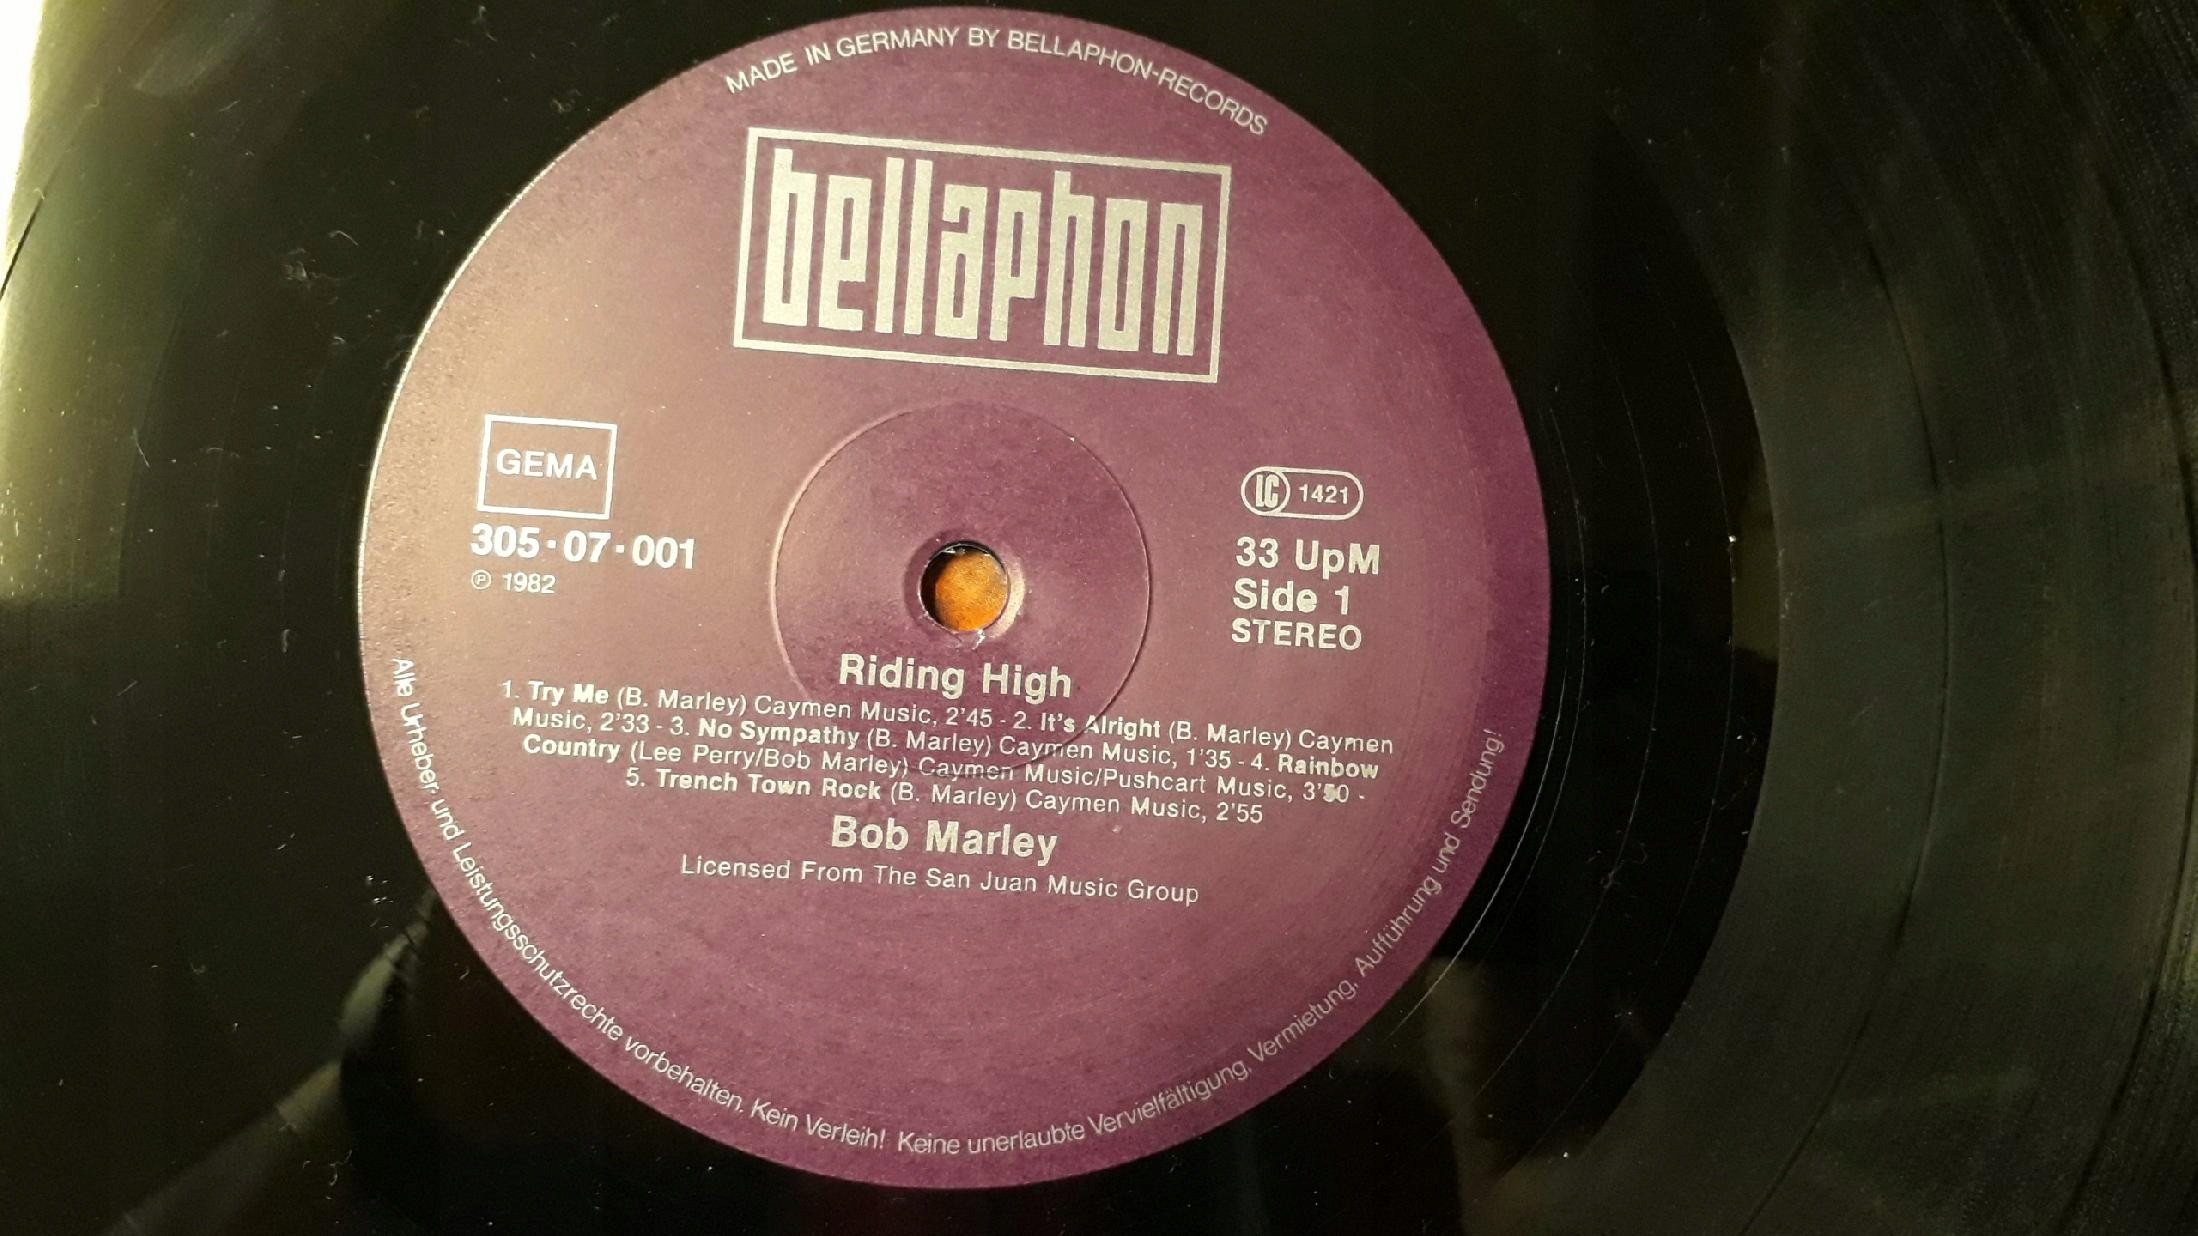 MADE IN GERMANY BY BELLAPHON-RECORDS
bellaphon
GEMA
305·07·001
℗ 1982
LC 1421
33 UpM
Side 1
STEREO
Riding High
1. Try Me (B. Marley) Caymen Music, 2'45 - 2. It's Alright (B. Marley) Caymen
Music, 2'33 - 3. No Sympathy (B. Marley) Caymen Music, 1'35 - 4. Rainbow
Country (Lee Perry/Bob Marley) Caymen Music/Pushcart Music, 3'50 -
5. Trench Town Rock (B. Marley) Caymen Music, 2'55
Bob Marley
Licensed From The San Juan Music Group
Alle Urheber- und Leistungsschutzrechte vorbehalten. Kein Verleih! Keine unerlaubte Vervielfältigung, Vermietung, Aufführung und Sendung!